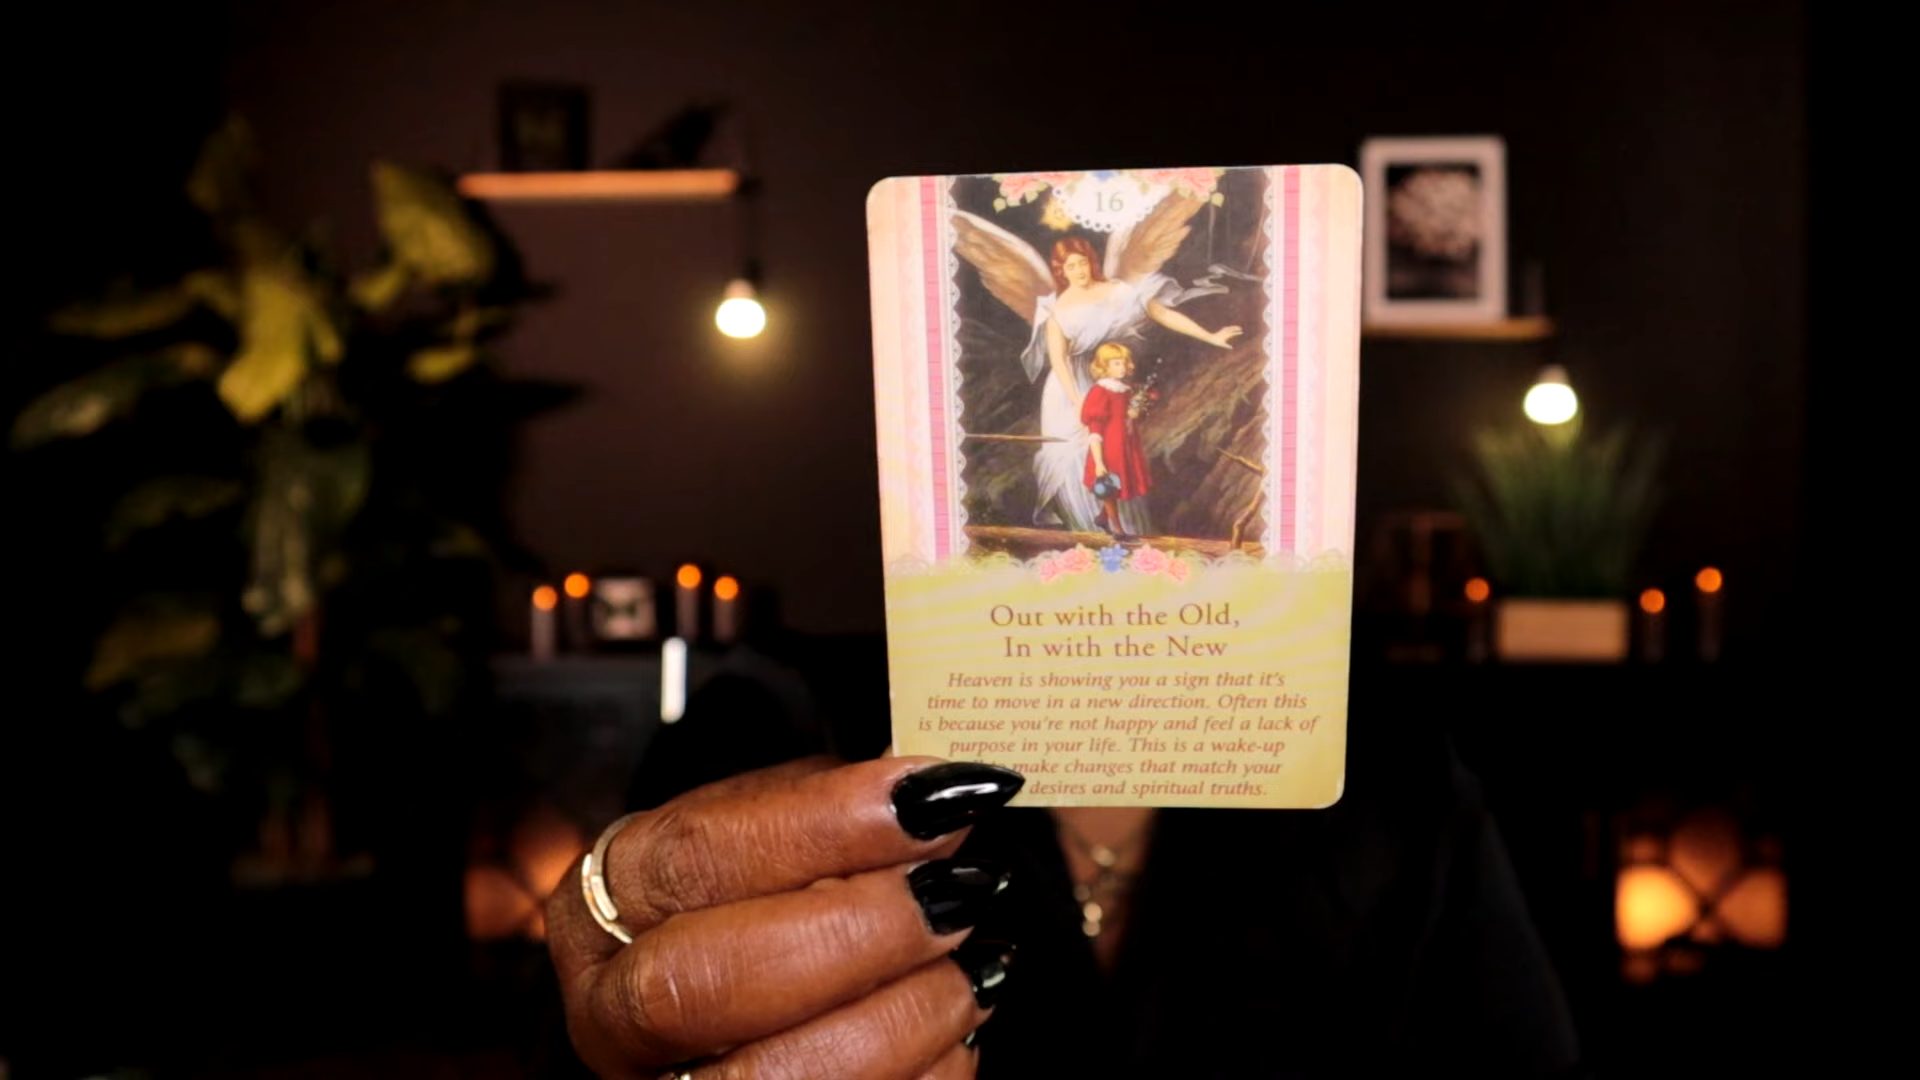 16
Out with the Old,
In with the New
Heaven is showing you a sign that it's
time to move in a new direction. Often this
is because you're not happy and feel a lack of
purpose in your life. This is a wake-up
make changes that match your
desires and spiritual truths.